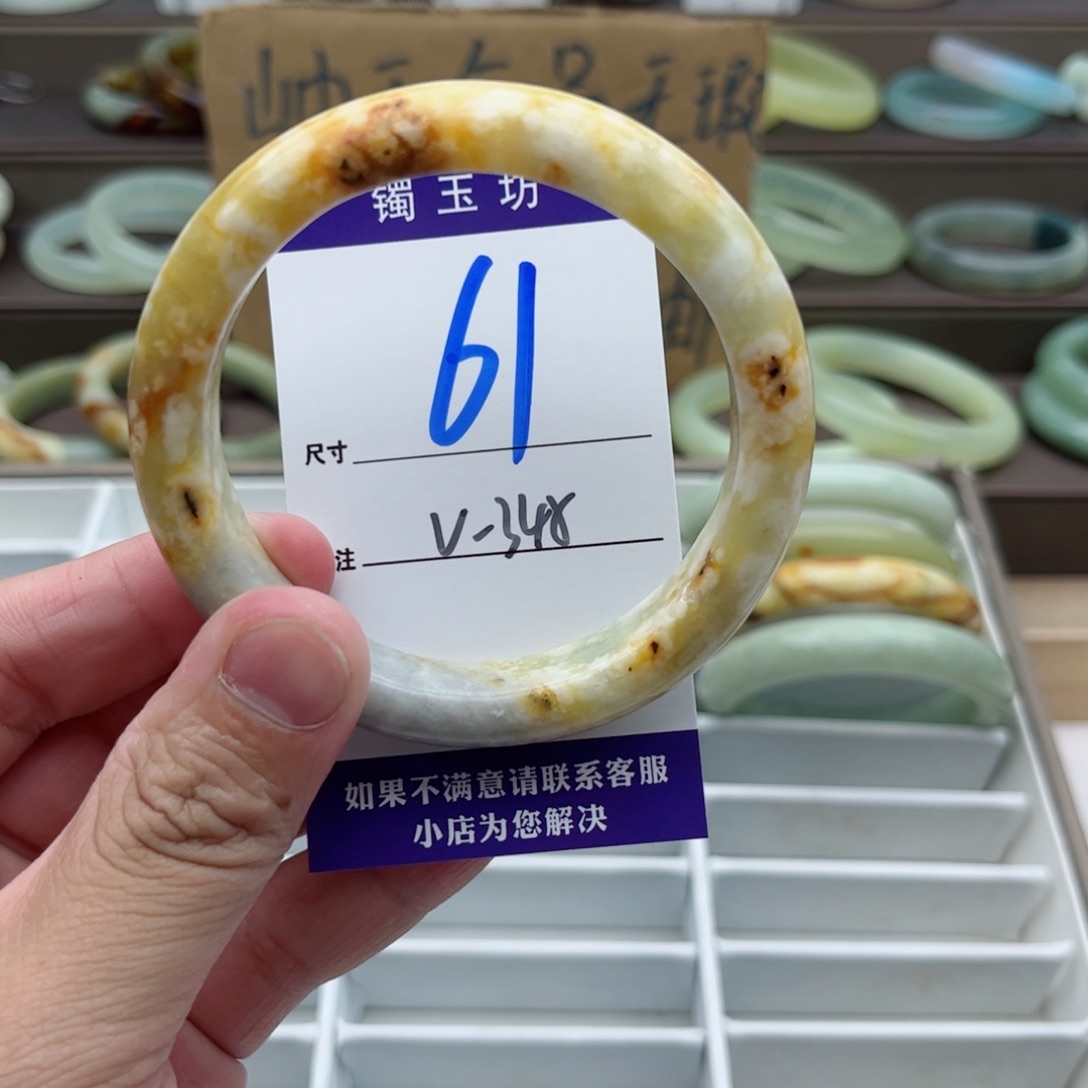 镯玉坊
61
尺寸
V-348
注
如果不满意请联系客服
小店为您解决